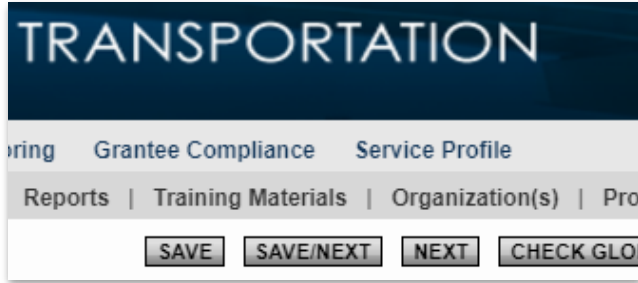 TRANSPORTATION
oring Grantee Compliance Service Profile
Reports | Training Materials | Organization(s) | Pro
SAVE SAVE/NEXT NEXT CHECK GLO